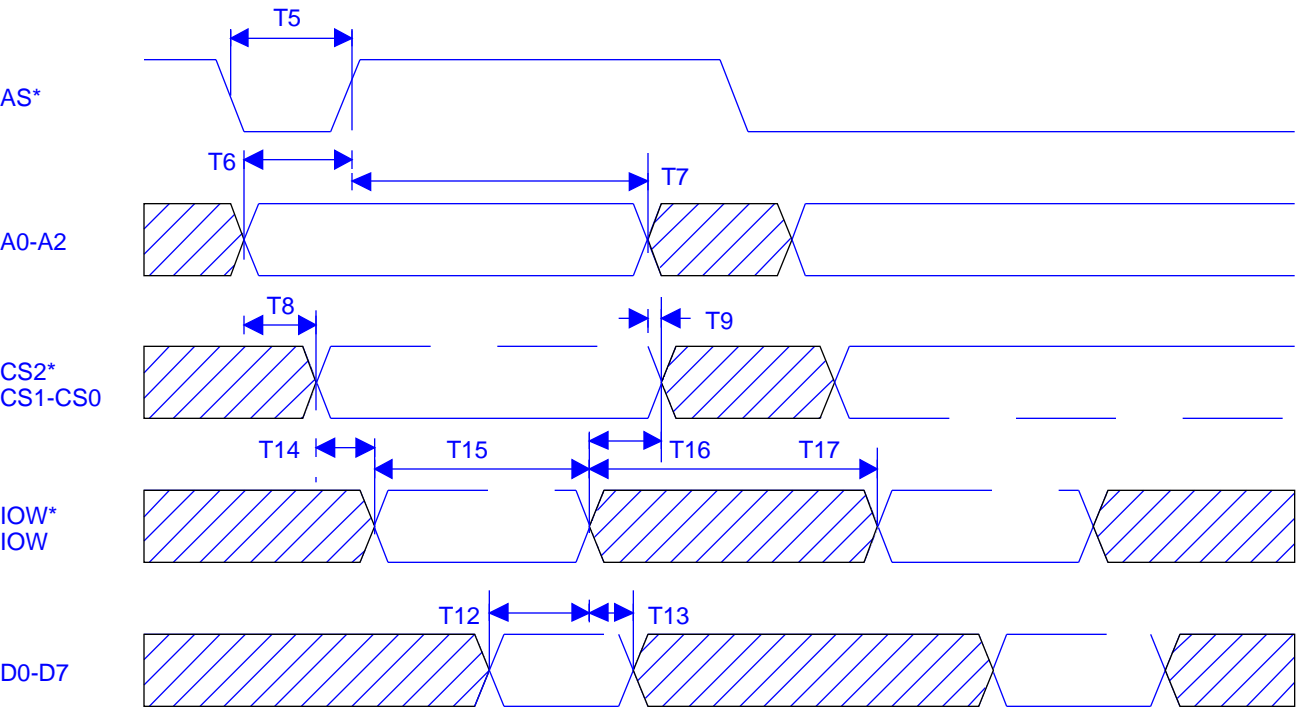 T5
AS*
T6
T7
A0-A2
T8
T9
CS2*
CS1-CS0
T14
T15
T16
T17
IOW*
IOW
T12
T13
D0-D7